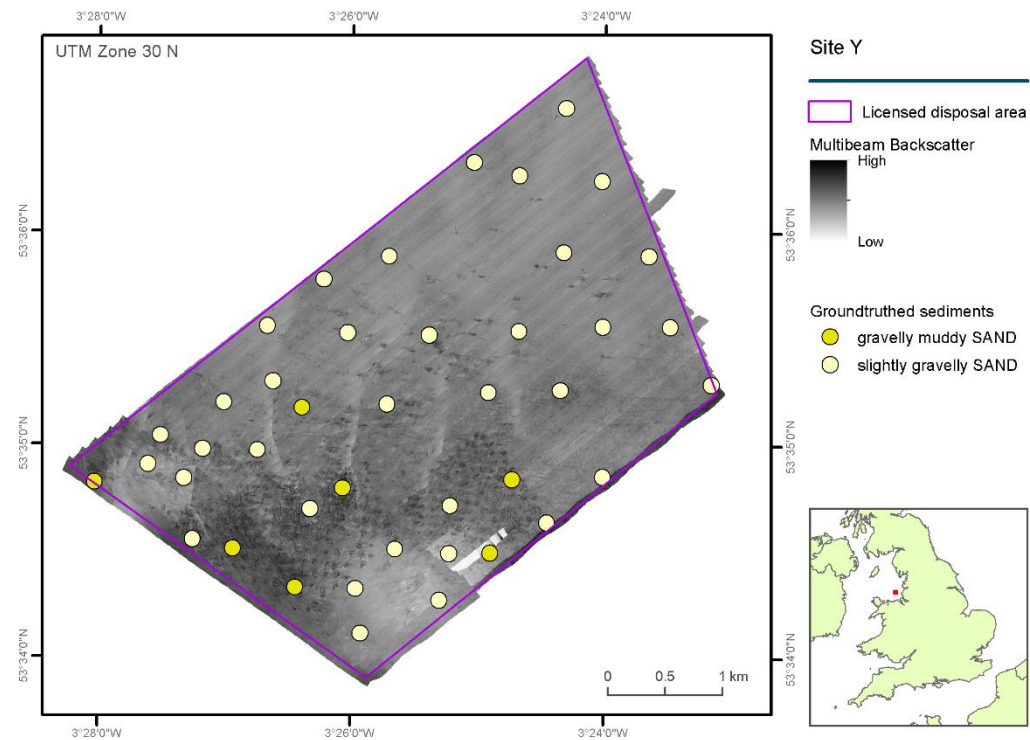 3°28'0"W
3°26'0"W
3°24'0"W
UTM Zone 30 N
Site Y
Licensed disposal area
Multibeam Backscatter
High
Low
53°36'0"N
53°36'0"N
Groundtruthed sediments
gravelly muddy SAND
slightly gravelly SAND
53°35'0"N
53°35'0"N
53°34'0"N
53°34'0"N
0 0.5 1 km
3°28'0"W
3°26'0"W
3°24'0"W